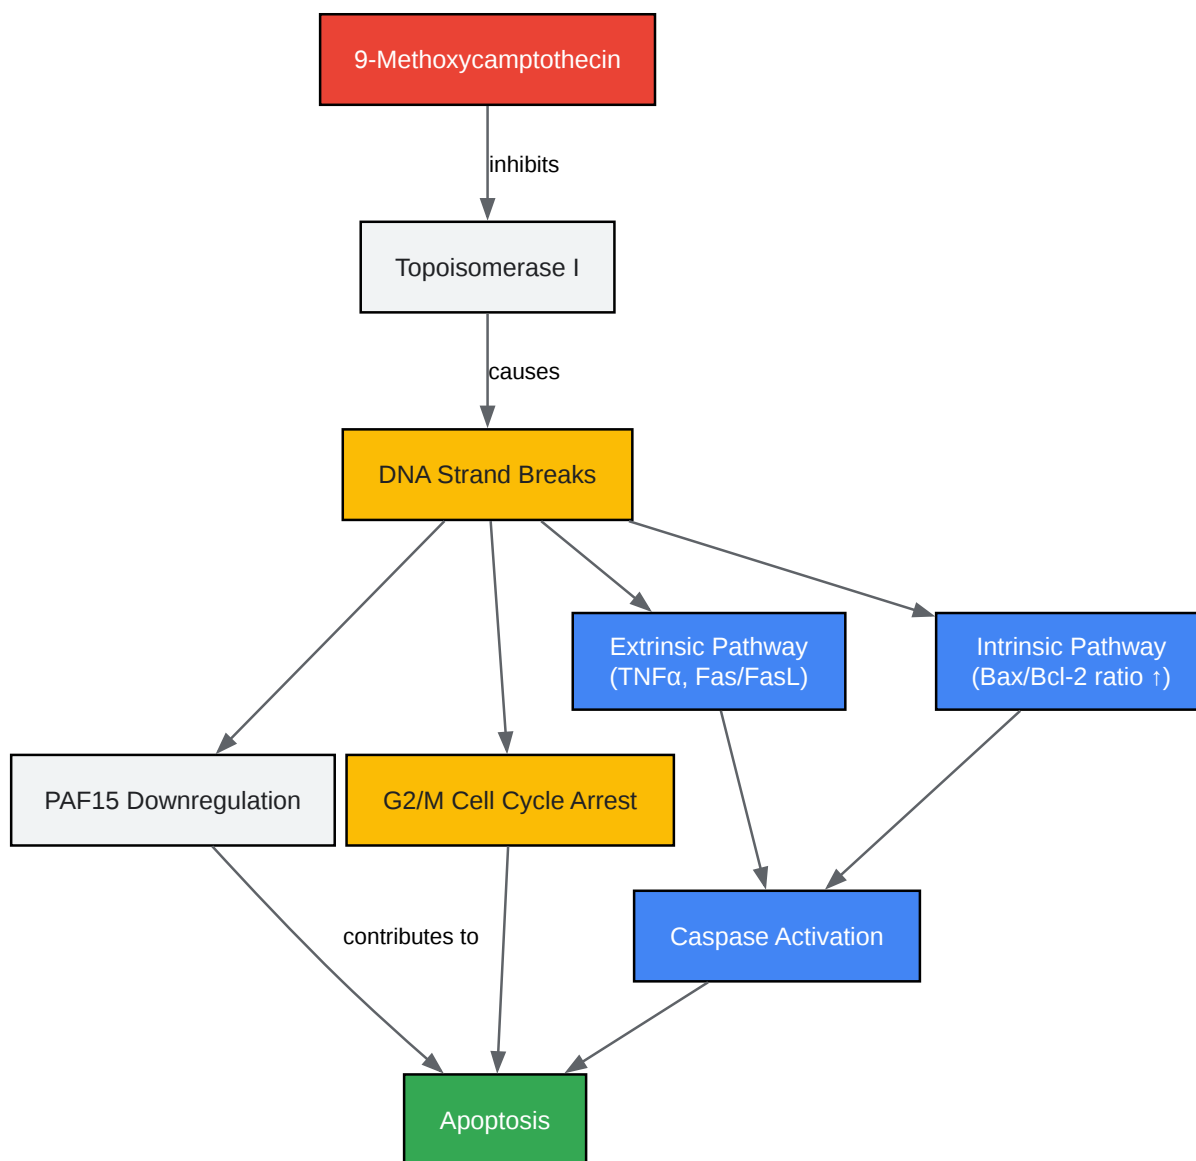 9-Methoxycamptothecin
inhibits
Topoisomerase I
causes
DNA Strand Breaks
Extrinsic Pathway
(TNFα, Fas/FasL)
Intrinsic Pathway
(Bax/Bcl-2 ratio ↑)
PAF15 Downregulation
G2/M Cell Cycle Arrest
contributes to
Caspase Activation
Apoptosis